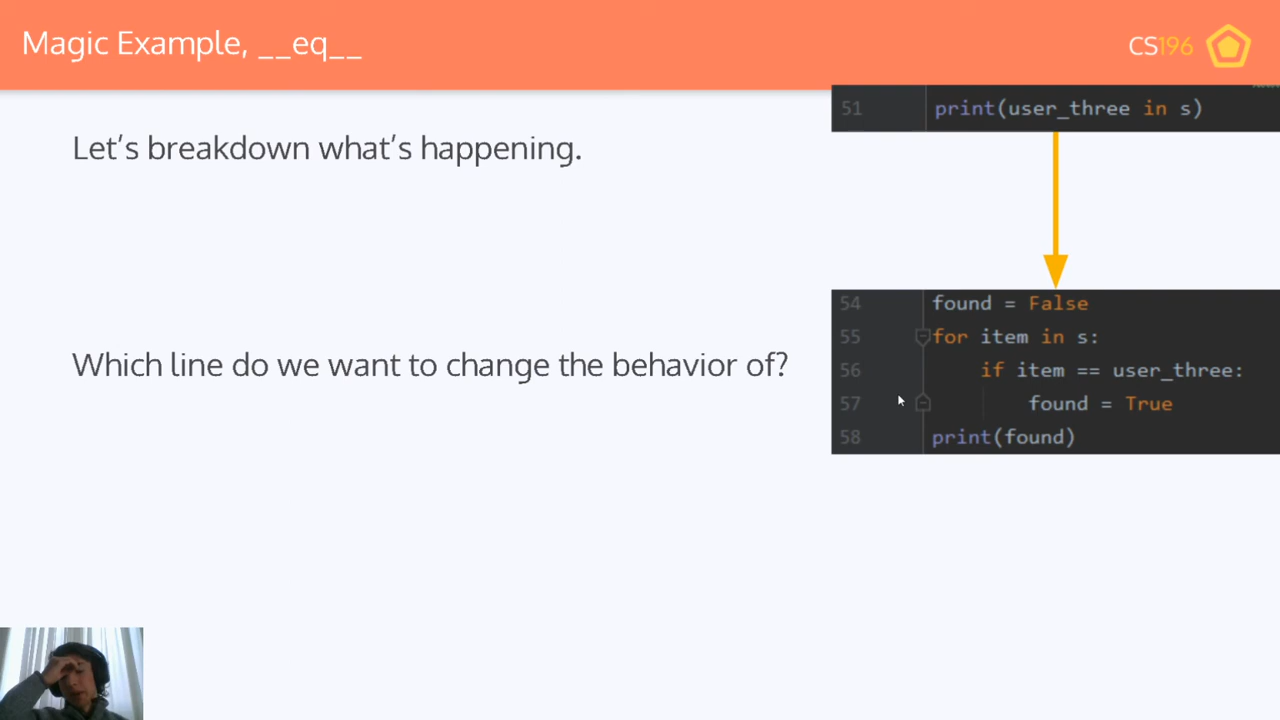 Magic Example, __eq__
CS196
51 print(user_three in s)
Let's breakdown what's happening.
54 found = False
55 for item in s:
Which line do we want to change the behavior of?
56 if item == user_three:
57 found = True
58 print(found)